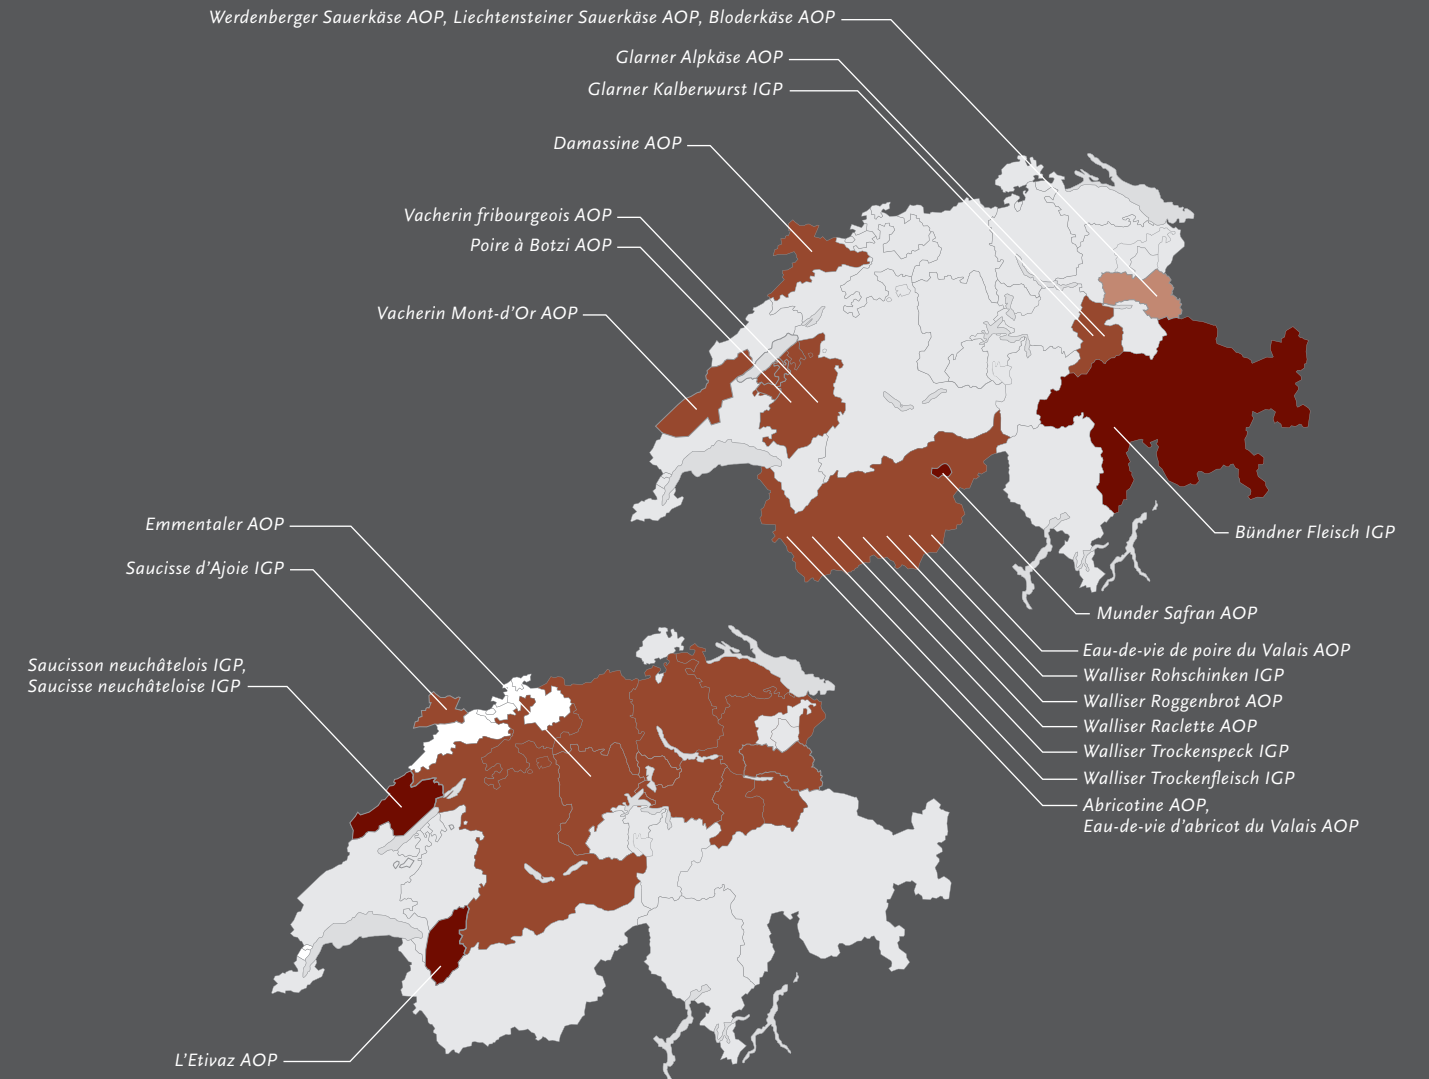 Werdenberger Sauerkäse AOP, Liechtensteiner Sauerkäse AOP, Bloderkäse AOP
Glarner Alpkäse AOP
Glarner Kalberwurst IGP
Damassine AOP
Vacherin fribourgeois AOP
Poire à Botzi AOP
Vacherin Mont-d'Or AOP
Bündner Fleisch IGP
Munder Safran AOP
Eau-de-vie de poire du Valais AOP
Walliser Rohschinken IGP
Walliser Roggenbrot AOP
Walliser Raclette AOP
Walliser Trockenspeck IGP
Walliser Trockenfleisch IGP
Abricotine AOP,
Eau-de-vie d'abricot du Valais AOP
Emmentaler AOP
Saucisse d'Ajoie IGP
Saucisson neuchâtelois IGP,
Saucisse neuchâteloise IGP
L'Etivaz AOP